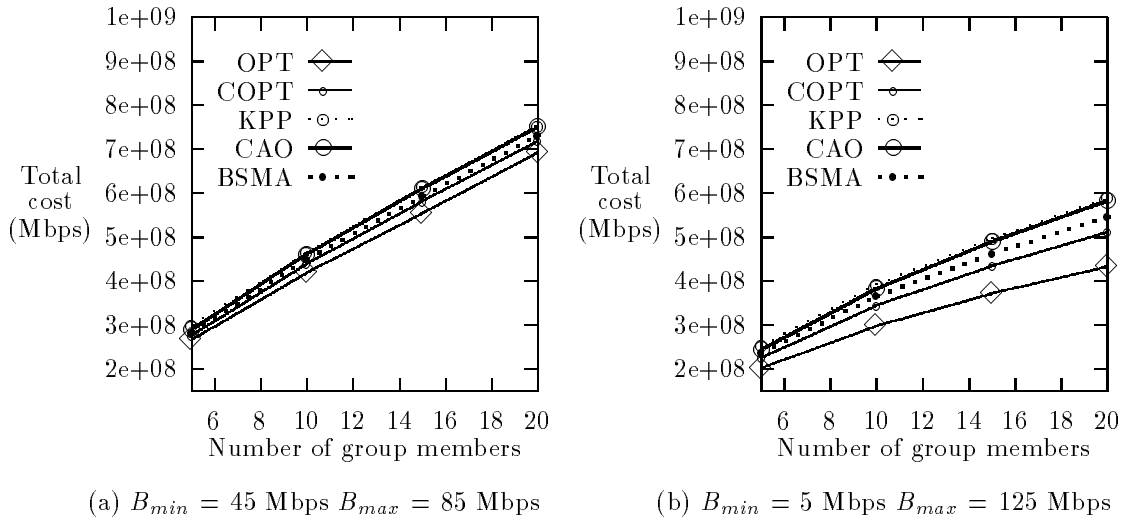 1e+09
9e+08
8e+08
7e+08
6e+08
5e+08
4e+08
3e+08
2e+08
Total
cost
(Mbps)
OPT
COPT
KPP
CAO
BSMA
6 8 10 12 14 16 18 20
Number of group members
(a) Bmin = 45 Mbps Bmax = 85 Mbps
1e+09
9e+08
8e+08
7e+08
6e+08
5e+08
4e+08
3e+08
2e+08
Total
cost
(Mbps)
OPT
COPT
KPP
CAO
BSMA
6 8 10 12 14 16 18 20
Number of group members
(b) Bmin = 5 Mbps Bmax = 125 Mbps